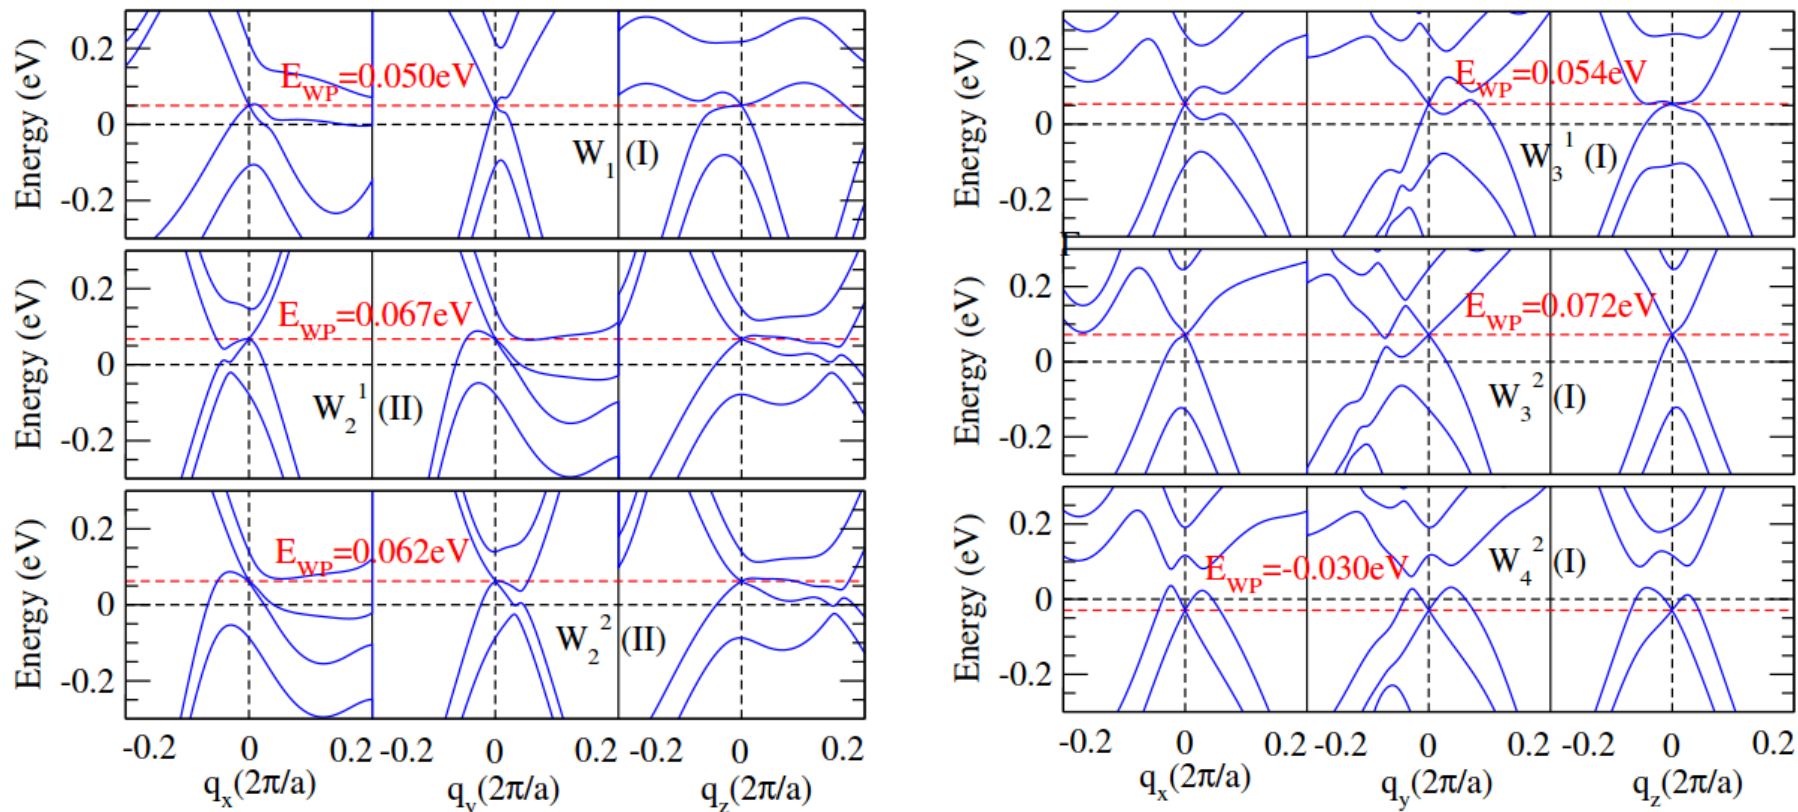 Energy (eV)
0.2
0
-0.2
E_WP=0.050eV
W_1 (I)
Energy (eV)
0.2
0
-0.2
E_WP=0.067eV
W_2^1 (II)
Energy (eV)
0.2
0
-0.2
E_WP=0.062eV
W_2^2 (II)
-0.2 0 0.2 -0.2 0 0.2 -0.2 0 0.2
q_x(2π/a) q_y(2π/a) q_z(2π/a)
Energy (eV)
0.2
0
-0.2
E_WP=0.054eV
W_3^1 (I)
Energy (eV)
0.2
0
-0.2
E_WP=0.072eV
W_3^2 (I)
Energy (eV)
0.2
0
-0.2
E_WP=-0.030eV
W_4^2 (I)
-0.2 0 0.2 -0.2 0 0.2 -0.2 0 0.2
q_x(2π/a) q_y(2π/a) q_z(2π/a)